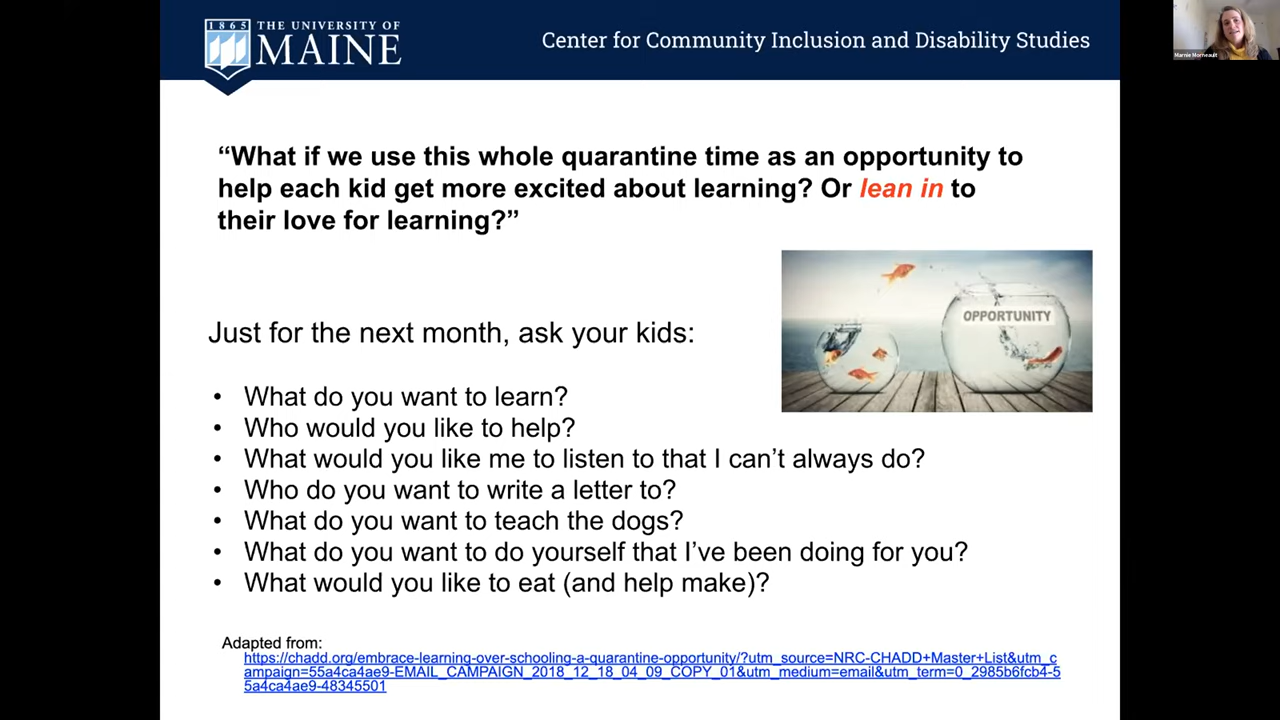 1865
THE UNIVERSITY OF
MAINE
Center for Community Inclusion and Disability Studies
Marnie Morneault
“What if we use this whole quarantine time as an opportunity to
help each kid get more excited about learning? Or lean in to
their love for learning?”
OPPORTUNITY
Just for the next month, ask your kids:
• What do you want to learn?
• Who would you like to help?
• What would you like me to listen to that I can’t always do?
• Who do you want to write a letter to?
• What do you want to teach the dogs?
• What do you want to do yourself that I’ve been doing for you?
• What would you like to eat (and help make)?
Adapted from:
https://chadd.org/embrace-learning-over-schooling-a-quarantine-opportunity/?utm_source=NRC-CHADD+Master+List&utm_c
ampaign=55a4ca4ae9-EMAIL_CAMPAIGN_2018_12_18_04_09_COPY_01&utm_medium=email&utm_term=0_2985b6fcb4-5
5a4ca4ae9-48345501